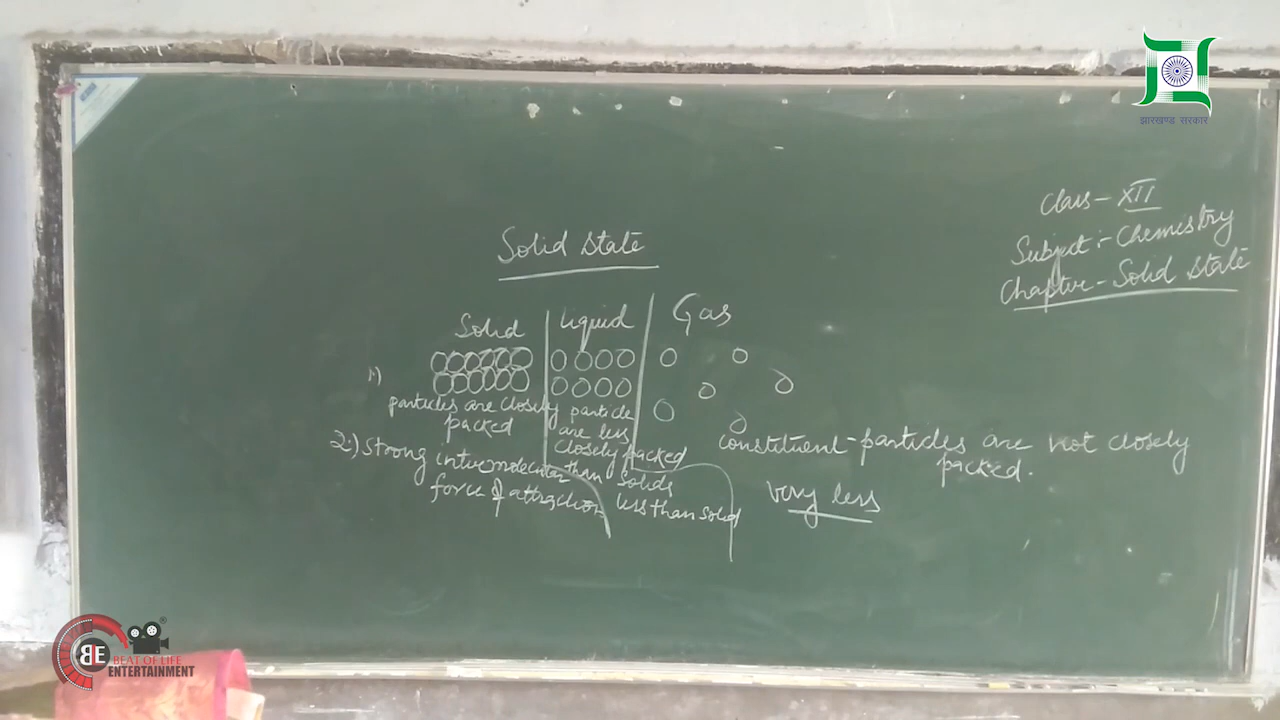 झारखण्ड सरकार
Class - XII
Subject :- Chemistry
Chapter - Solid State
Solid State
Solid
Liquid
Gas
1)
particles are closely
packed
particle
are less
closely packed
than
solids
constituent particles are not closely
packed.
2.) Strong intermolecular
force of attraction
less than solid
very less
BLE
BEAT OF LIFE
ENTERTAINMENT